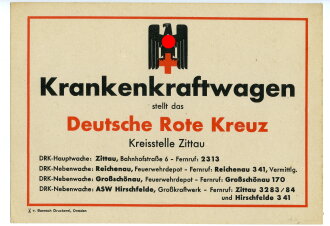 Krankenkraftwagen
stellt das
Deutsche Rote Kreuz
Kreisstelle Zittau
DRK-Hauptwache: Zittau, Bahnhofstraße 6 - Fernruf: 2313
DRK-Nebenwache: Reichenau, Feuerwehrdepot - Fernruf: Reichenau 341, Vermittlg.
DRK-Nebenwache: Großschönau, Feuerwehrdepot - Fernruf: Großschönau 170
DRK-Nebenwache: ASW Hirschfelde, Großkraftwerk - Fernruf: Zittau 3283/84
und Hirschfelde 341
Druckerei, Dresden